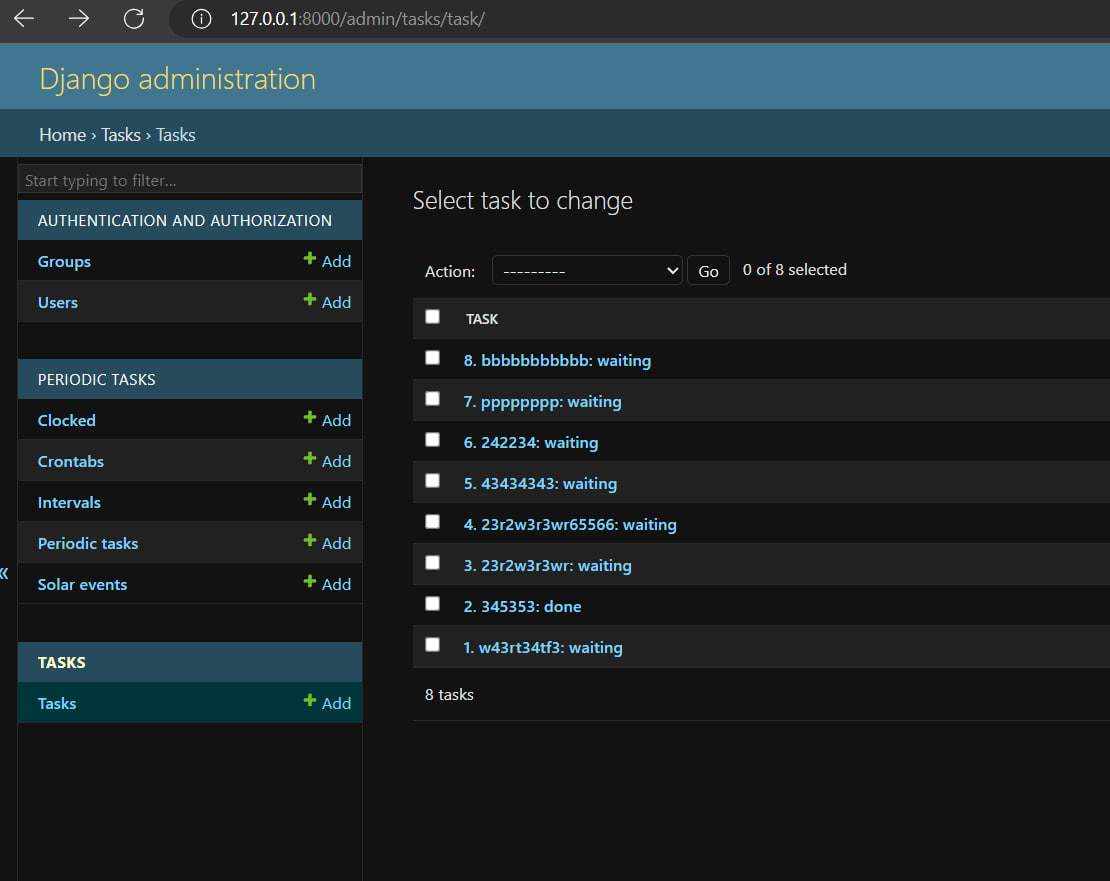 127.0.0.1:8000/admin/tasks/task/
Django administration
Home › Tasks › Tasks
Start typing to filter...
AUTHENTICATION AND AUTHORIZATION
Groups + Add
Users + Add
PERIODIC TASKS
Clocked + Add
Crontabs + Add
Intervals + Add
Periodic tasks + Add
Solar events + Add
TASKS
Tasks + Add
«
Select task to change
Action: --------- Go 0 of 8 selected
TASK
8. bbbbbbbbbbb: waiting
7. pppppppp: waiting
6. 242234: waiting
5. 43434343: waiting
4. 23r2w3r3wr65566: waiting
3. 23r2w3r3wr: waiting
2. 345353: done
1. w43rt34tf3: waiting
8 tasks